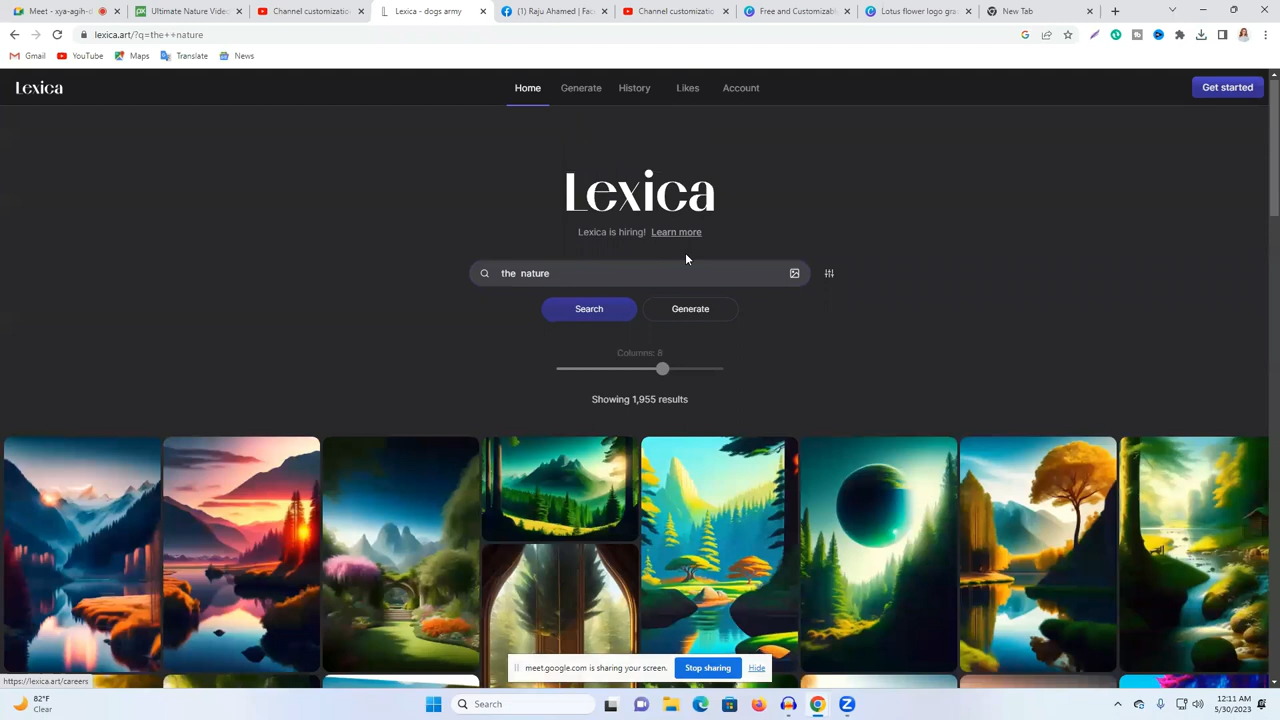 Meet - xya-agih-d
Ultimate Nature Video
Channel customization
Lexica - dogs army
(1) Raju Ahamed | Fac
Channel customization
Free and Customizab
Lotus flower logo gra
New Tab
lexica.art/?q=the++nature
Gmail
YouTube
Maps
Translate
News
Lexica
Home
Generate
History
Likes
Account
Get started
Lexica
Lexica is hiring! Learn more
the nature
Search
Generate
Columns: 8
Showing 1,955 results
meet.google.com is sharing your screen.
Stop sharing
Hide
https://lexica.art/careers
82°F
Clear
Search
12:11 AM
5/30/2023